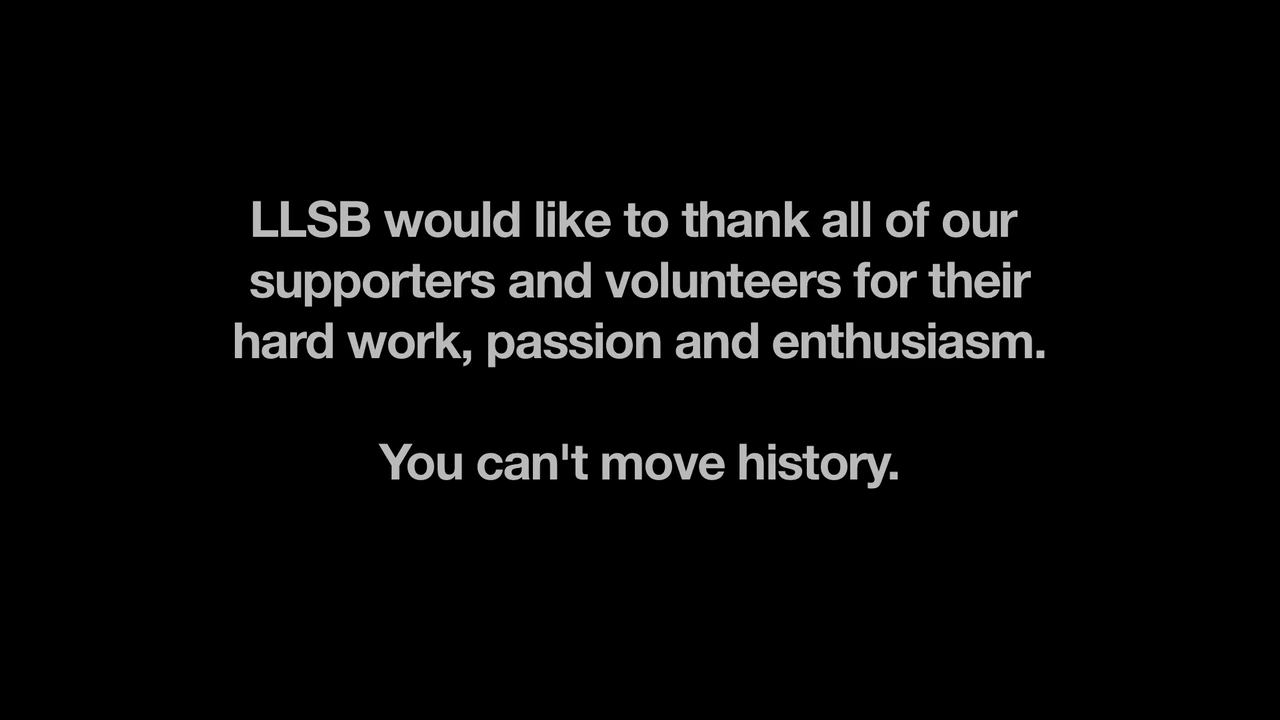 LLSB would like to thank all of our
supporters and volunteers for their
hard work, passion and enthusiasm.
You can't move history.